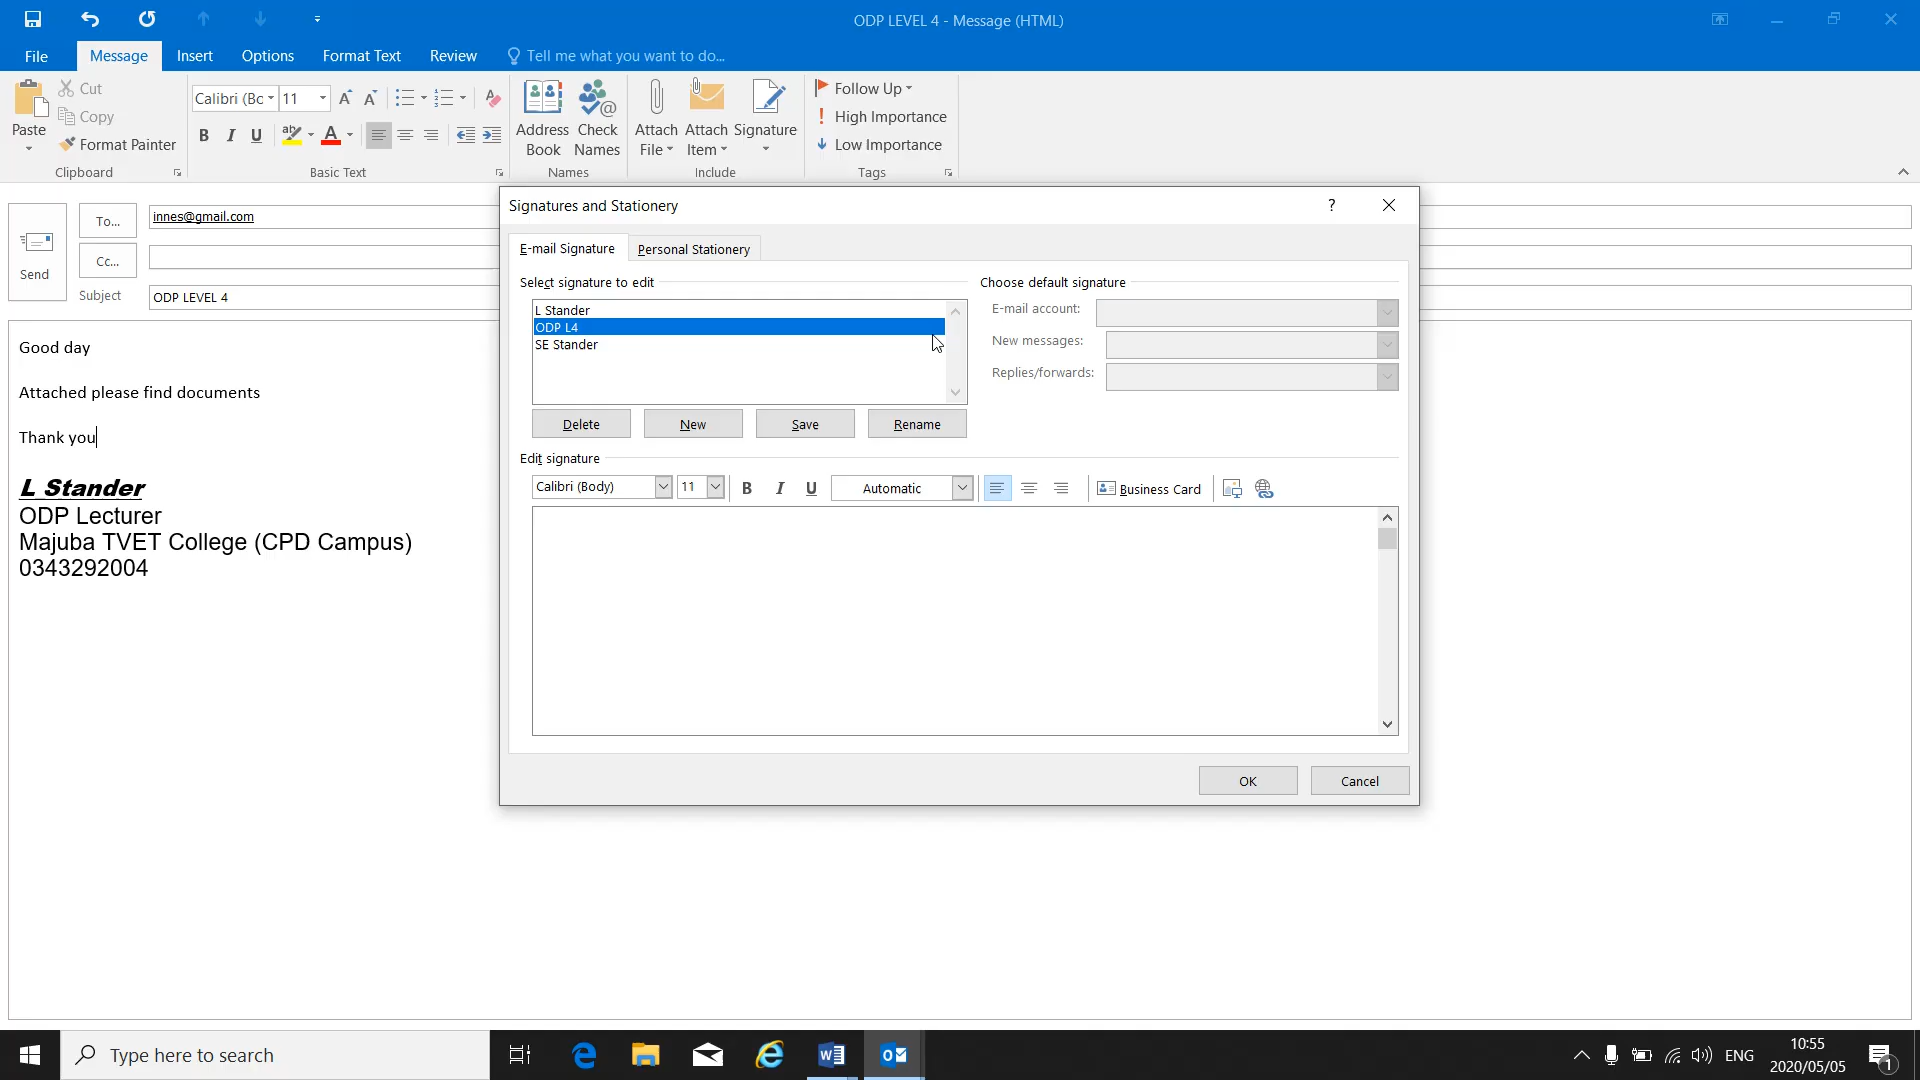 ODP LEVEL 4 - Message (HTML)
File Message Insert Options Format Text Review Tell me what you want to do...
Paste
Cut
Copy
Format Painter
Clipboard
Calibri (Bc 11
B I U
Basic Text
Address Book
Check Names
Names
Attach File
Attach Item
Signature
Include
Follow Up
High Importance
Low Importance
Tags
Send
To...
innes@gmail.com
Cc...
Subject
ODP LEVEL 4
Good day
Attached please find documents
Thank you
L Stander
ODP Lecturer
Majuba TVET College (CPD Campus)
0343292004
Signatures and Stationery
?
E-mail Signature Personal Stationery
Select signature to edit
L Stander
ODP L4
SE Stander
Delete New Save Rename
Choose default signature
E-mail account:
New messages:
Replies/forwards:
Edit signature
Calibri (Body) 11 B I U Automatic Business Card
OK Cancel
Type here to search
ENG
10:55
2020/05/05
1